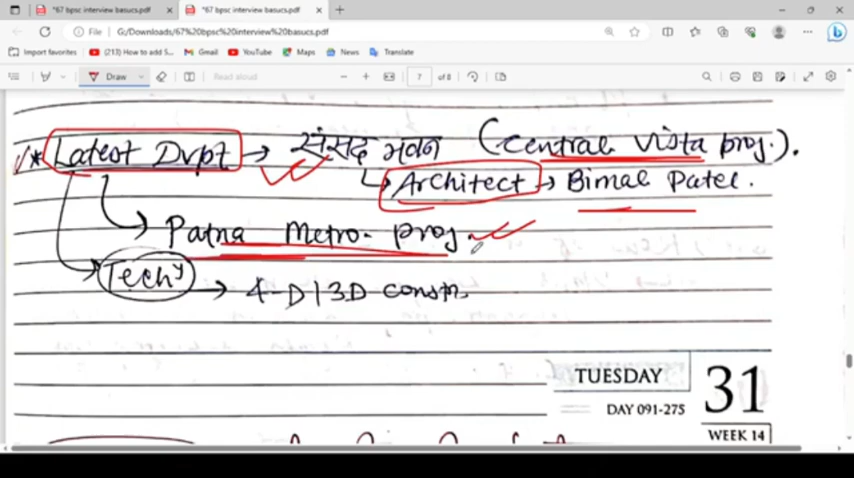 *67 bpsc interview basucs.pdf
*67 bpsc interview basucs.pdf
File | G:/Downloads/67%20bpsc%20interview%20basucs.pdf
Import favorites (213) How to add S... Gmail YouTube Maps News Translate
Draw Read aloud 7 of 8
* Latest Dvpt → संसद भवन (Central Vista proj.).
Architect → Bimal Patel.
Patna Metro. proj.
Techy → 4-D/3D constn.
TUESDAY 31
DAY 091-275
WEEK 14